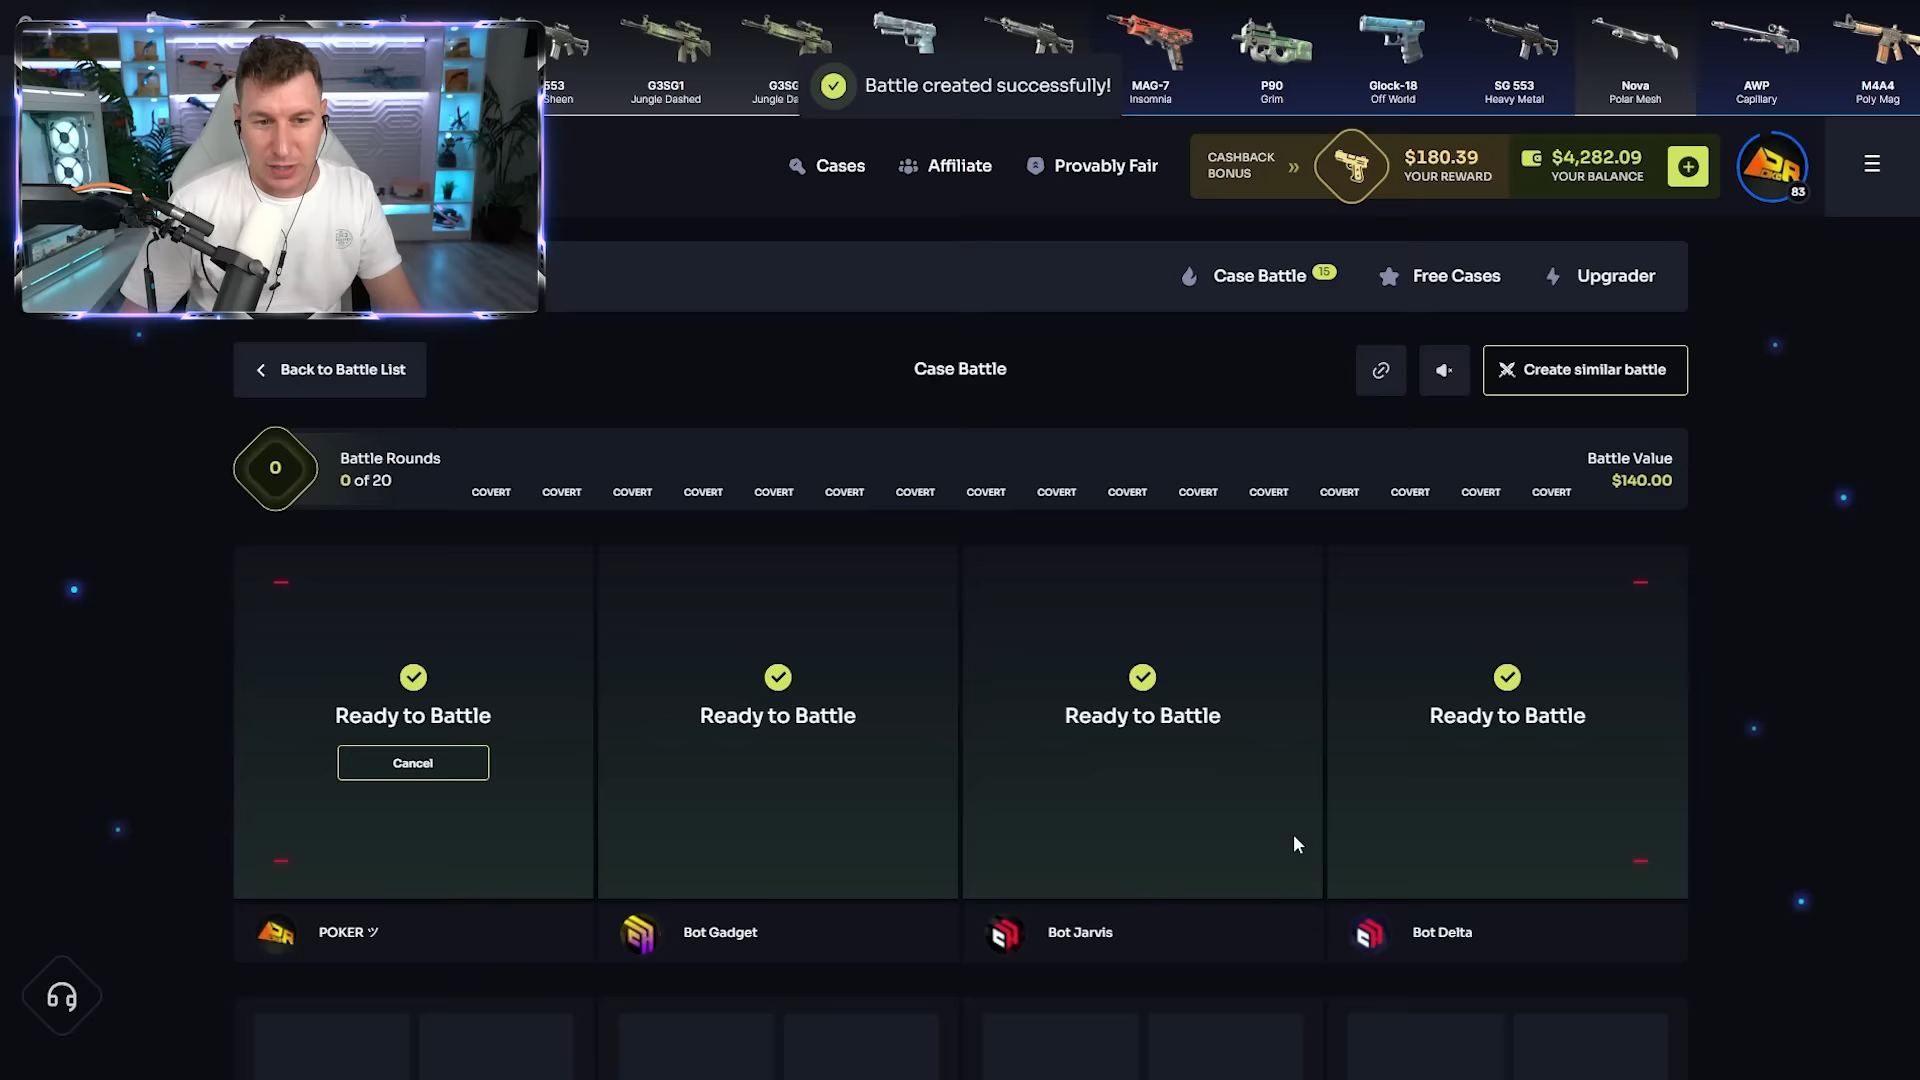 553
Sheen
G3SG1
Jungle Dashed
G3SG
Jungle Da
Battle created successfully!
MAG-7
Insomnia
P90
Grim
Glock-18
Off World
SG 553
Heavy Metal
Nova
Polar Mesh
AWP
Capillary
M4A4
Poly Mag
Cases
Affiliate
Provably Fair
CASHBACK
BONUS
$180.39
YOUR REWARD
$4,282.09
YOUR BALANCE
83
Case Battle 15
Free Cases
Upgrader
Back to Battle List
Case Battle
Create similar battle
0
Battle Rounds
0 of 20
COVERT COVERT COVERT COVERT COVERT COVERT COVERT COVERT COVERT COVERT COVERT COVERT COVERT COVERT COVERT COVERT
Battle Value
$140.00
Ready to Battle
Cancel
Ready to Battle
Ready to Battle
Ready to Battle
POKER ツ
Bot Gadget
Bot Jarvis
Bot Delta